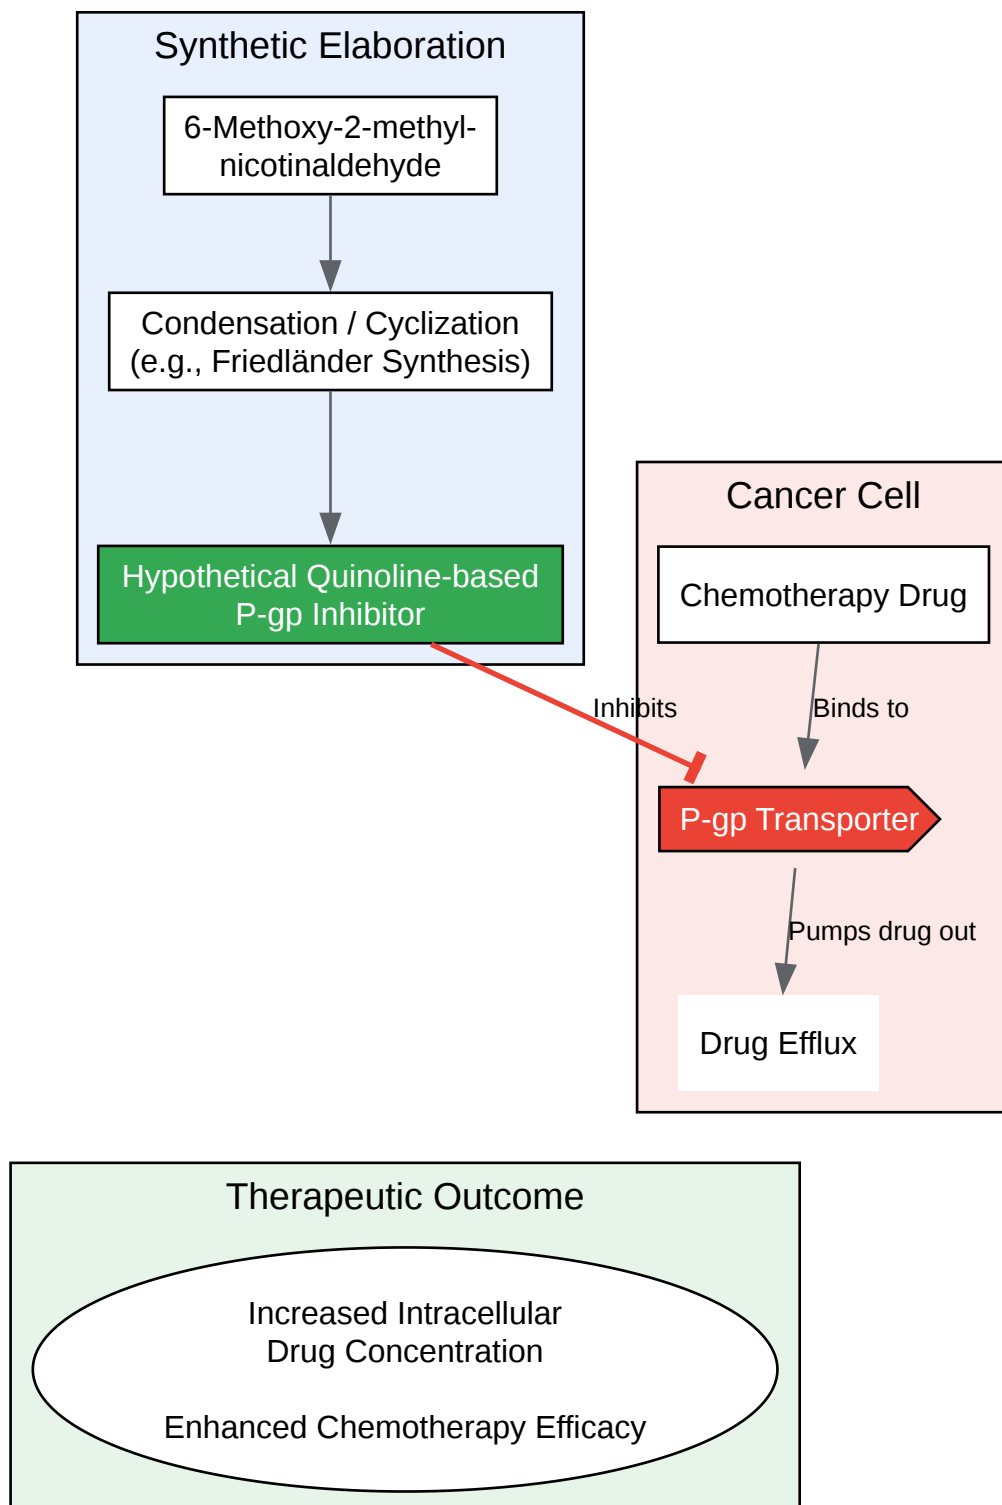 Synthetic Elaboration
6-Methoxy-2-methyl-
nicotinaldehyde
Condensation / Cyclization
(e.g., Friedländer Synthesis)
Hypothetical Quinoline-based
P-gp Inhibitor
Inhibits
Cancer Cell
Chemotherapy Drug
Binds to
P-gp Transporter
Pumps drug out
Drug Efflux
Therapeutic Outcome
Increased Intracellular
Drug Concentration
Enhanced Chemotherapy Efficacy